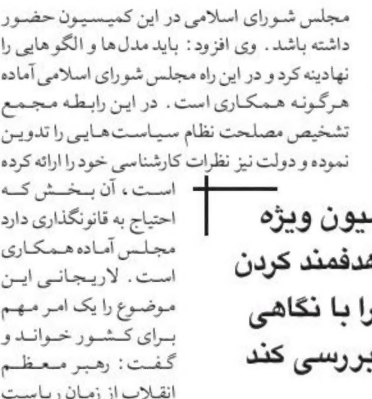 مجلس شورای اسلامی در این کمیسیون حضور
داشته باشد. وی افزود: باید مدل‌ها و الگوهایی را
نهادینه کرد و در این راه مجلس شورای اسلامی آماده
هرگونه همکاری است. در این رابطه مجمع
تشخیص مصلحت نظام سیاست‌هایی را تدوین
نموده و دولت نیز نظرات کارشناسی خود را ارائه کرده
است، آن بخش که
احتیاج به قانونگذاری دارد
مجلس آماده همکاری
است. لاریجانی این
موضوع را یک امر مهم
برای کشور خواند و
گفت: رهبر معظم
انقلاب از زمان ریاست
یون ویژه
هدفمند کردن
را با نگاهی
بررسی کند